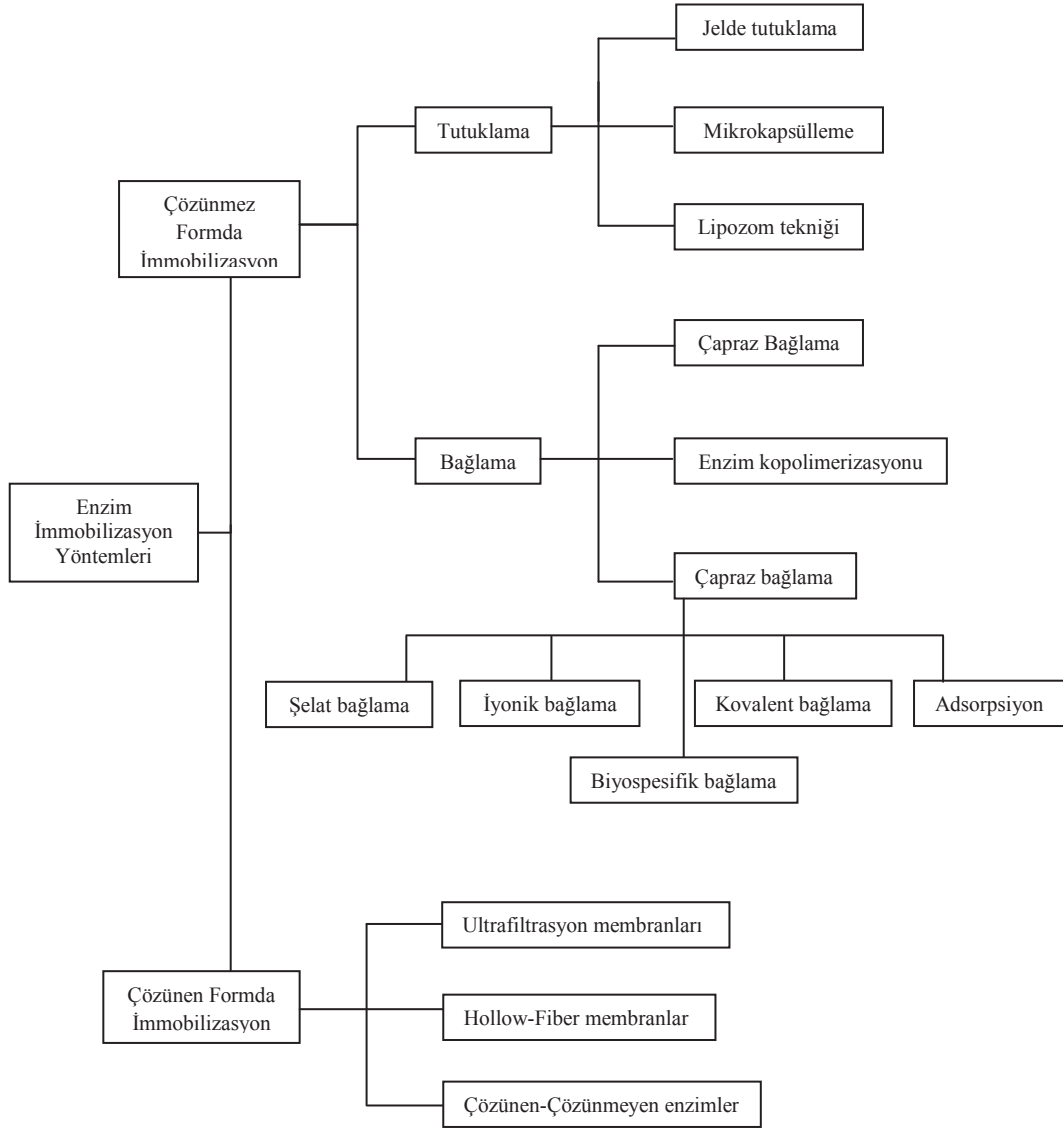 Jelde tutuklama
Tutuklama
Mikrokapsülleme
Çözünmez
Formda
İmmobilizasyon
Lipozom tekniği
Çapraz Bağlama
Bağlama
Enzim kopolimerizasyonu
Enzim
İmmobilizasyon
Yöntemleri
Çapraz bağlama
Şelat bağlama
İyonik bağlama
Kovalent bağlama
Adsorpsiyon
Biyospesifik bağlama
Ultrafiltrasyon membranları
Çözünen Formda
İmmobilizasyon
Hollow-Fiber membranlar
Çözünen-Çözünmeyen enzimler